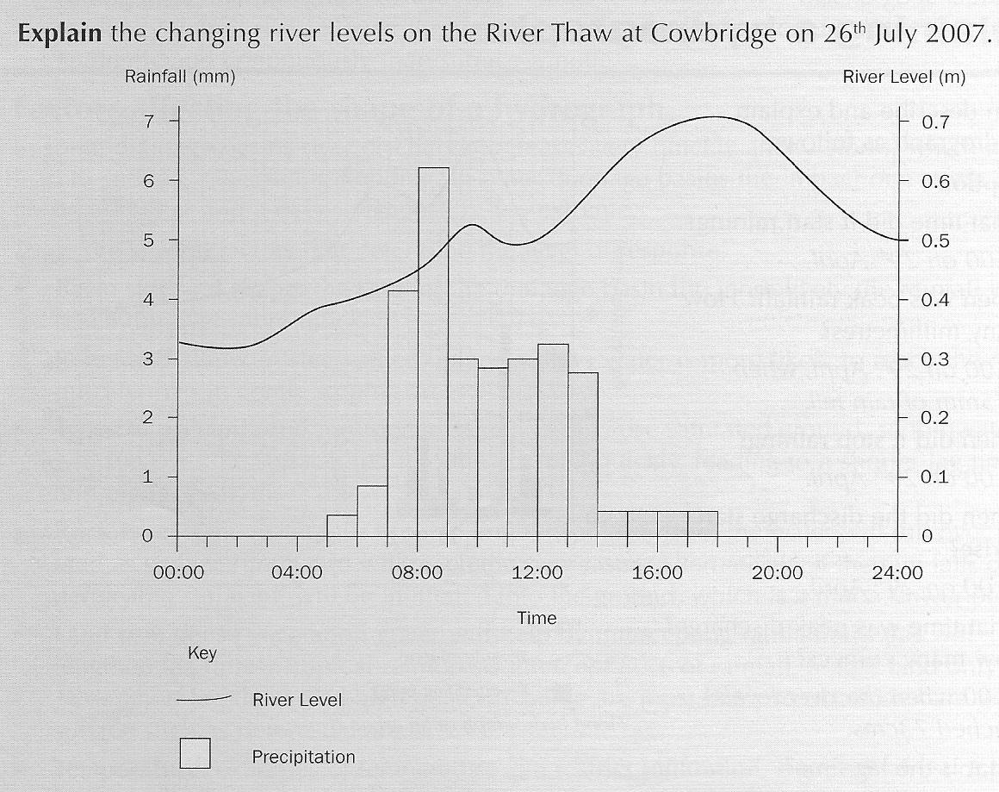 Explain the changing river levels on the River Thaw at Cowbridge on 26th July 2007.
Rainfall (mm) River Level (m)
7 0.7
6 0.6
5 0.5
4 0.4
3 0.3
2 0.2
1 0.1
0 0
00:00 04:00 08:00 12:00 16:00 20:00 24:00
Time
Key
River Level
Precipitation